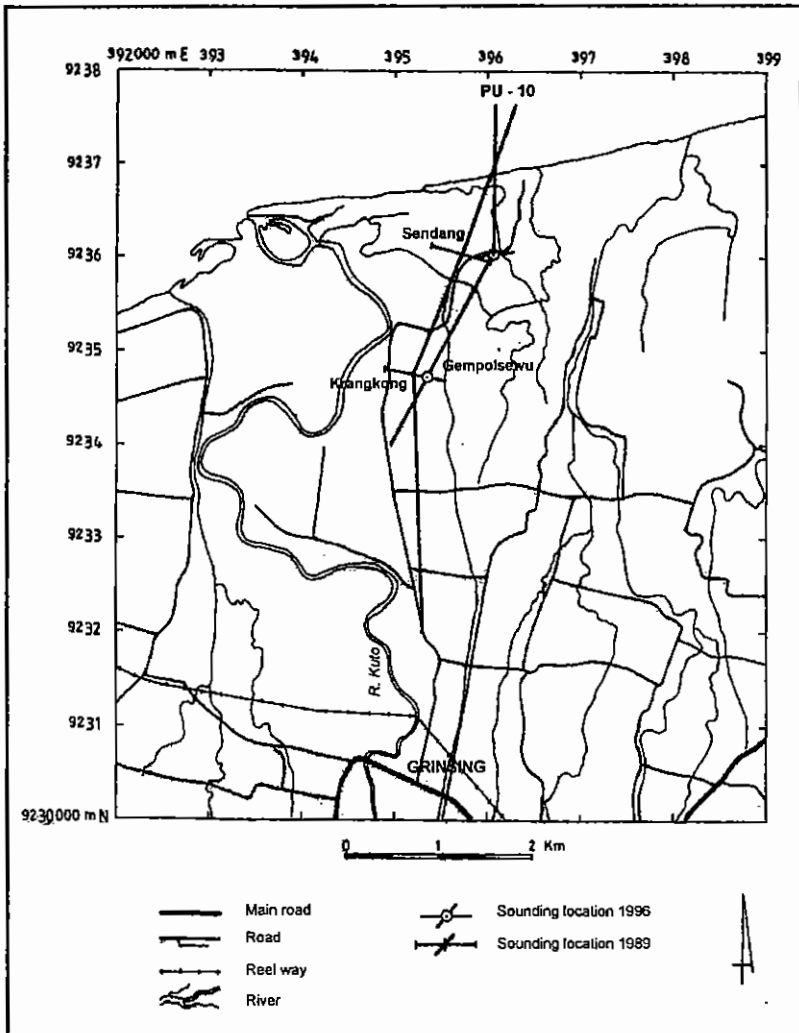 392000 m E 393 394 395 396 397 398 399
9238
PU - 10
9237
Sendang
9236
9235
Gempolsewu
Krangkong
9234
9233
9232
R. Kuto
9231
GRINSING
9230000 m N
0 1 2 Km
Main road
Sounding location 1996
Road
Sounding location 1989
Reel way
River